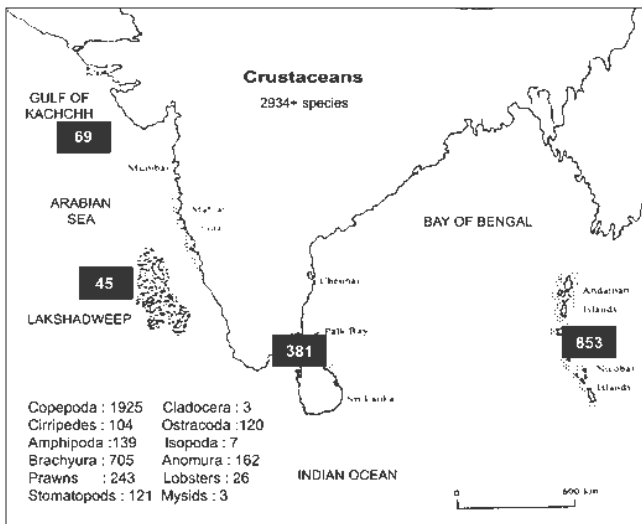 Crustaceans
2934+ species
GULF OF
KACHCHH
69
Mumbai
ARABIAN
SEA
BAY OF BENGAL
45
LAKSHADWEEP
Chennai
Andaman
Islands
Palk Bay
381
653
Nicobar
Islands
Sri Lanka
Copepoda : 1925 Cladocera : 3
Cirripedes : 104 Ostracoda :120
Amphipoda :139 Isopoda : 7
Brachyura : 705 Anomura : 162
Prawns : 243 Lobsters : 26
Stomatopods : 121 Mysids : 3
INDIAN OCEAN
0 600 km